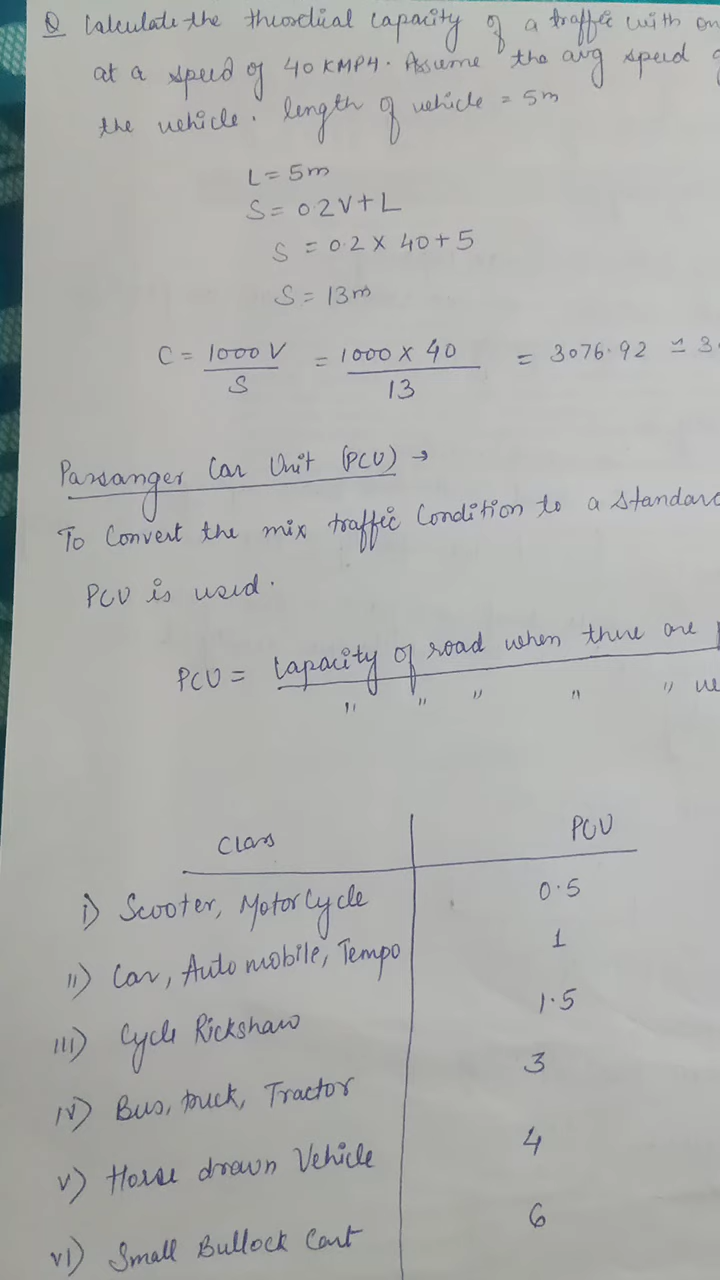 Q Calculate the thiosdical capacity of a traffic with on
at a speed of 40 KMPH. Assume the avg speed
the vehicle. length of vehicle = 5m
L = 5m
S = 0.2V + L
S = 0.2 X 40 + 5
S = 13m
C = 1000 V / S = 1000 X 40 / 13 = 3076.92 ≃ 3
Passanger Car Unit (PCU) →
To Convert the mix traffic Condition to a standard
PCU is used.
PCU = Capacity of road when there are
" " " " "
Class PCU
i) Scooter, Motorcycle 0.5
ii) Car, Automobile, Tempo 1
iii) Cycle Rickshaw 1.5
iv) Bus, truck, Tractor 3
v) Horse drawn Vehicle 4
vi) Small Bullock Cart 6